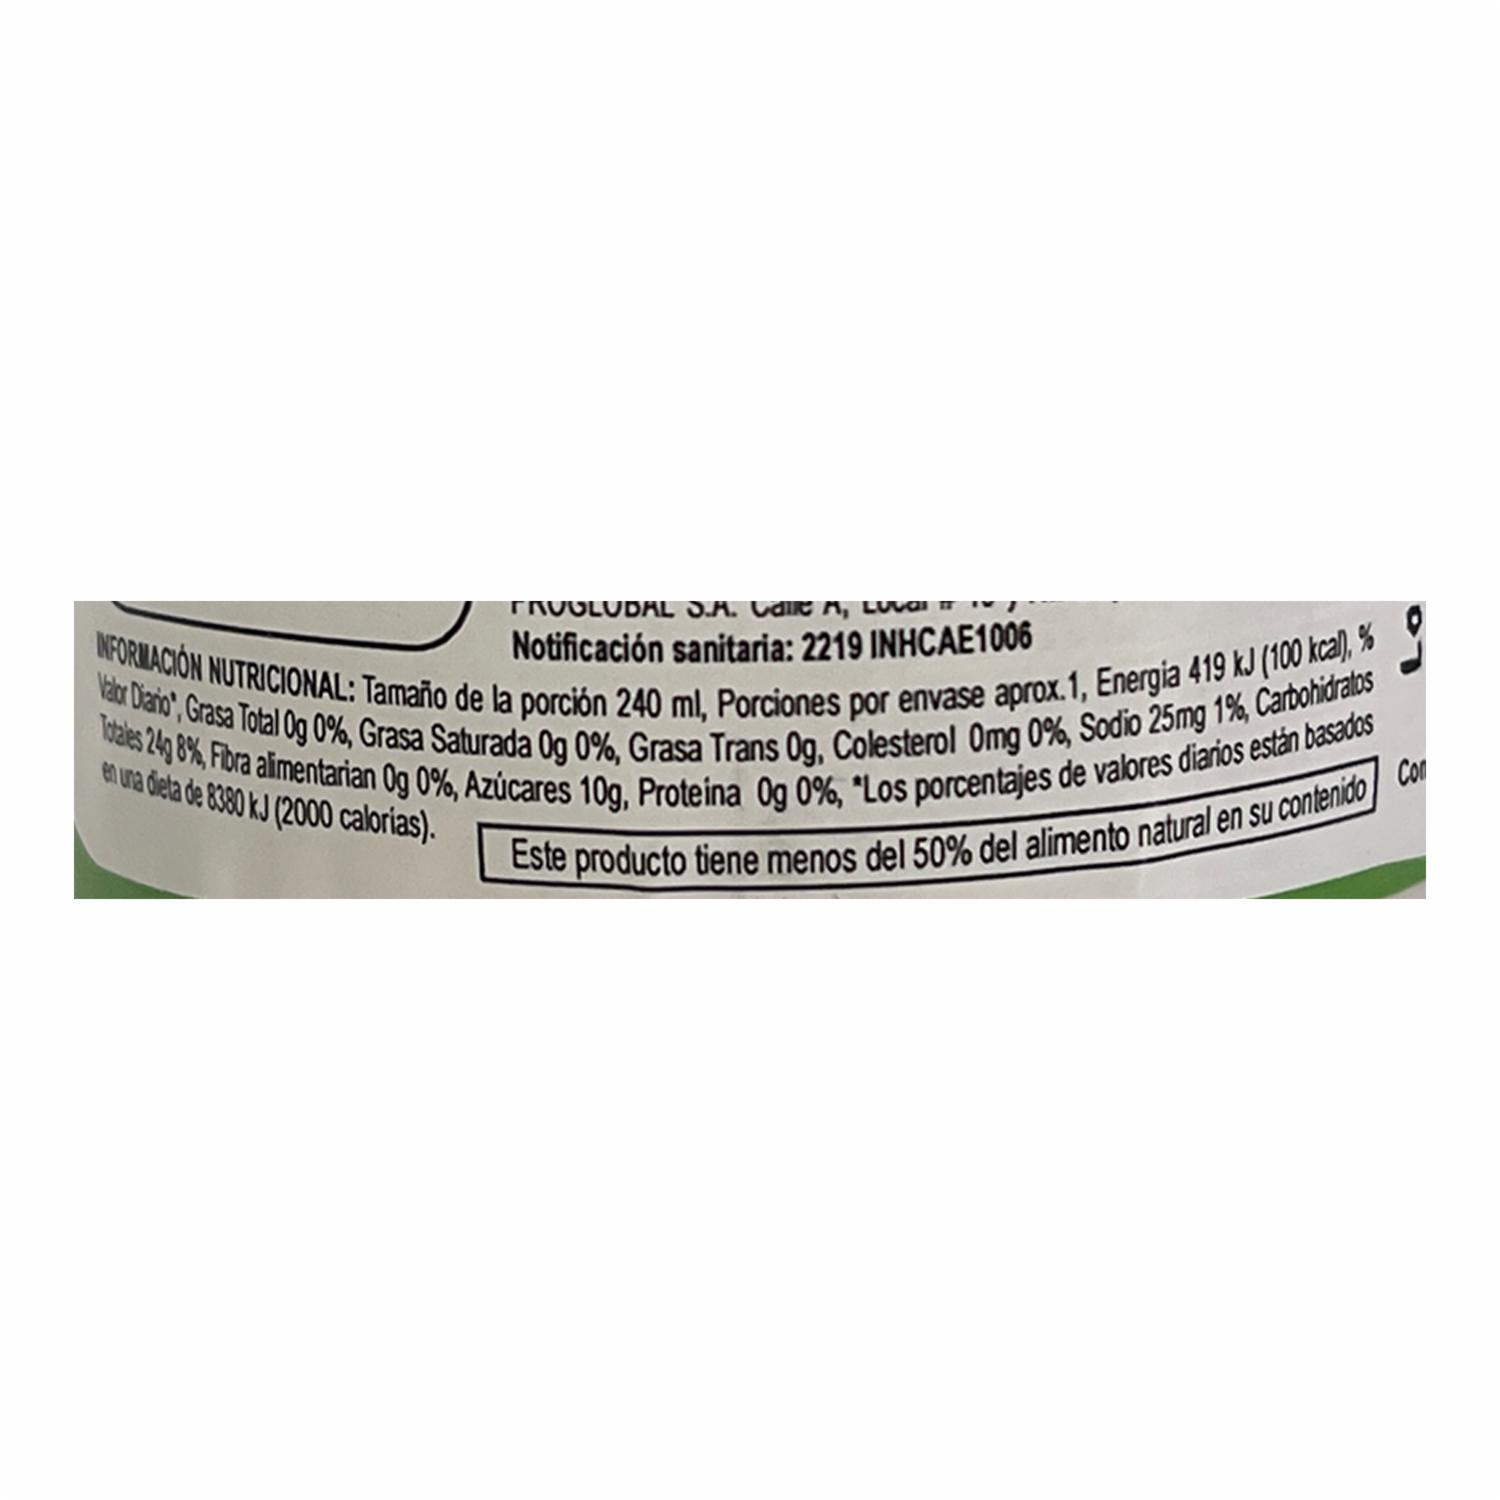 PROGLOBAL S.A. Calle A, Local #
Notificación sanitaria: 2219 INHCAE1006
INFORMACIÓN NUTRICIONAL: Tamaño de la porción 240 ml, Porciones por envase aprox.1, Energia 419 kJ (100 kcal), %
Valor Diario*, Grasa Total 0g 0%, Grasa Saturada 0g 0%, Grasa Trans 0g, Colesterol 0mg 0%, Sodio 25mg 1%, Carbohidratos
Totales 24g 8%, Fibra alimentarian 0g 0%, Azúcares 10g, Proteina 0g 0%, *Los porcentajes de valores diarios están basados
en una dieta de 8380 kJ (2000 calorías).
Este producto tiene menos del 50% del alimento natural en su contenido
Con